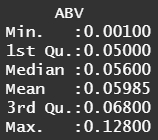 ABV
Min.   :0.00100
1st Qu.:0.05000
Median :0.05600
Mean   :0.05985
3rd Qu.:0.06800
Max.   :0.12800